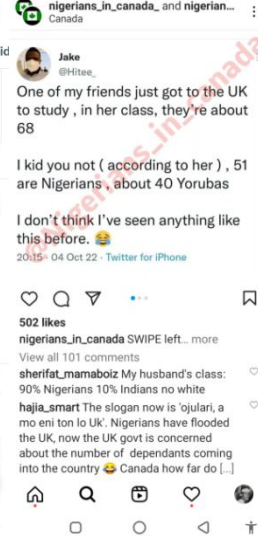 nigerians_in_canada_ and nigerian...
Canada
Jake
@Hitee_
One of my friends just got to the UK
to study , in her class, they're about
68
I kid you not ( according to her ) , 51
are Nigerians , about 40 Yorubas
I don't think I've seen anything like
this before. 😂
20:15 · 04 Oct 22 · Twitter for iPhone
@Nigerians_in_canada
502 likes
nigerians_in_canada SWIPE left... more
View all 101 comments
sherifat_mamaboiz My husband's class:
90% Nigerians 10% Indians no white
hajia_smart The slogan now is 'ojulari, a
mo eni ton lo Uk'. Nigerians have flooded
the UK, now the UK govt is concerned
about the number of dependants coming
into the country 😂 Canada how far do [...]